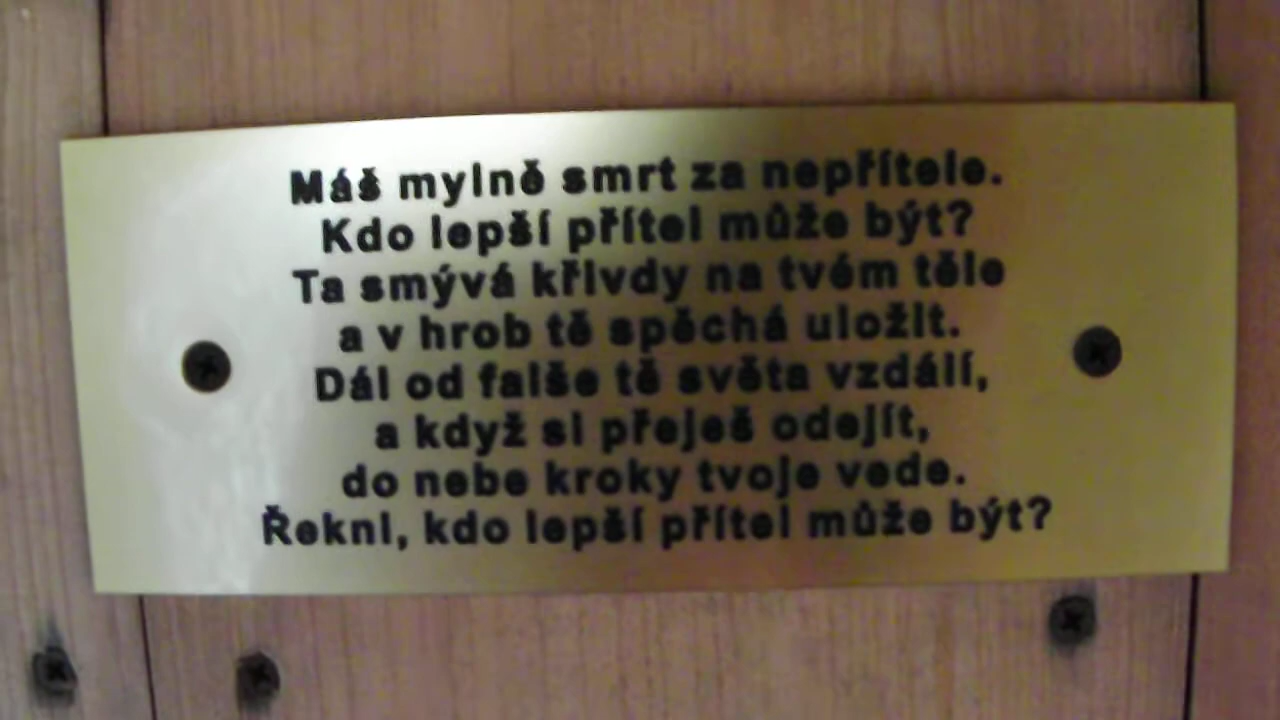 Máš mylně smrt za nepřítele.
Kdo lepší přítel může být?
Ta smývá křivdy na tvém těle
a v hrob tě spěchá uložit.
Dál od falše tě světa vzdálí,
a když si přeješ odejít,
do nebe kroky tvoje vede.
Řekni, kdo lepší přítel může být?